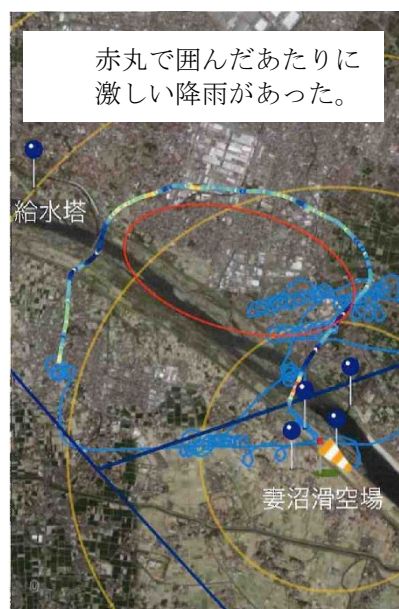 赤丸で囲んだあたりに
激しい降雨があった。
給水塔
妻沼滑空場